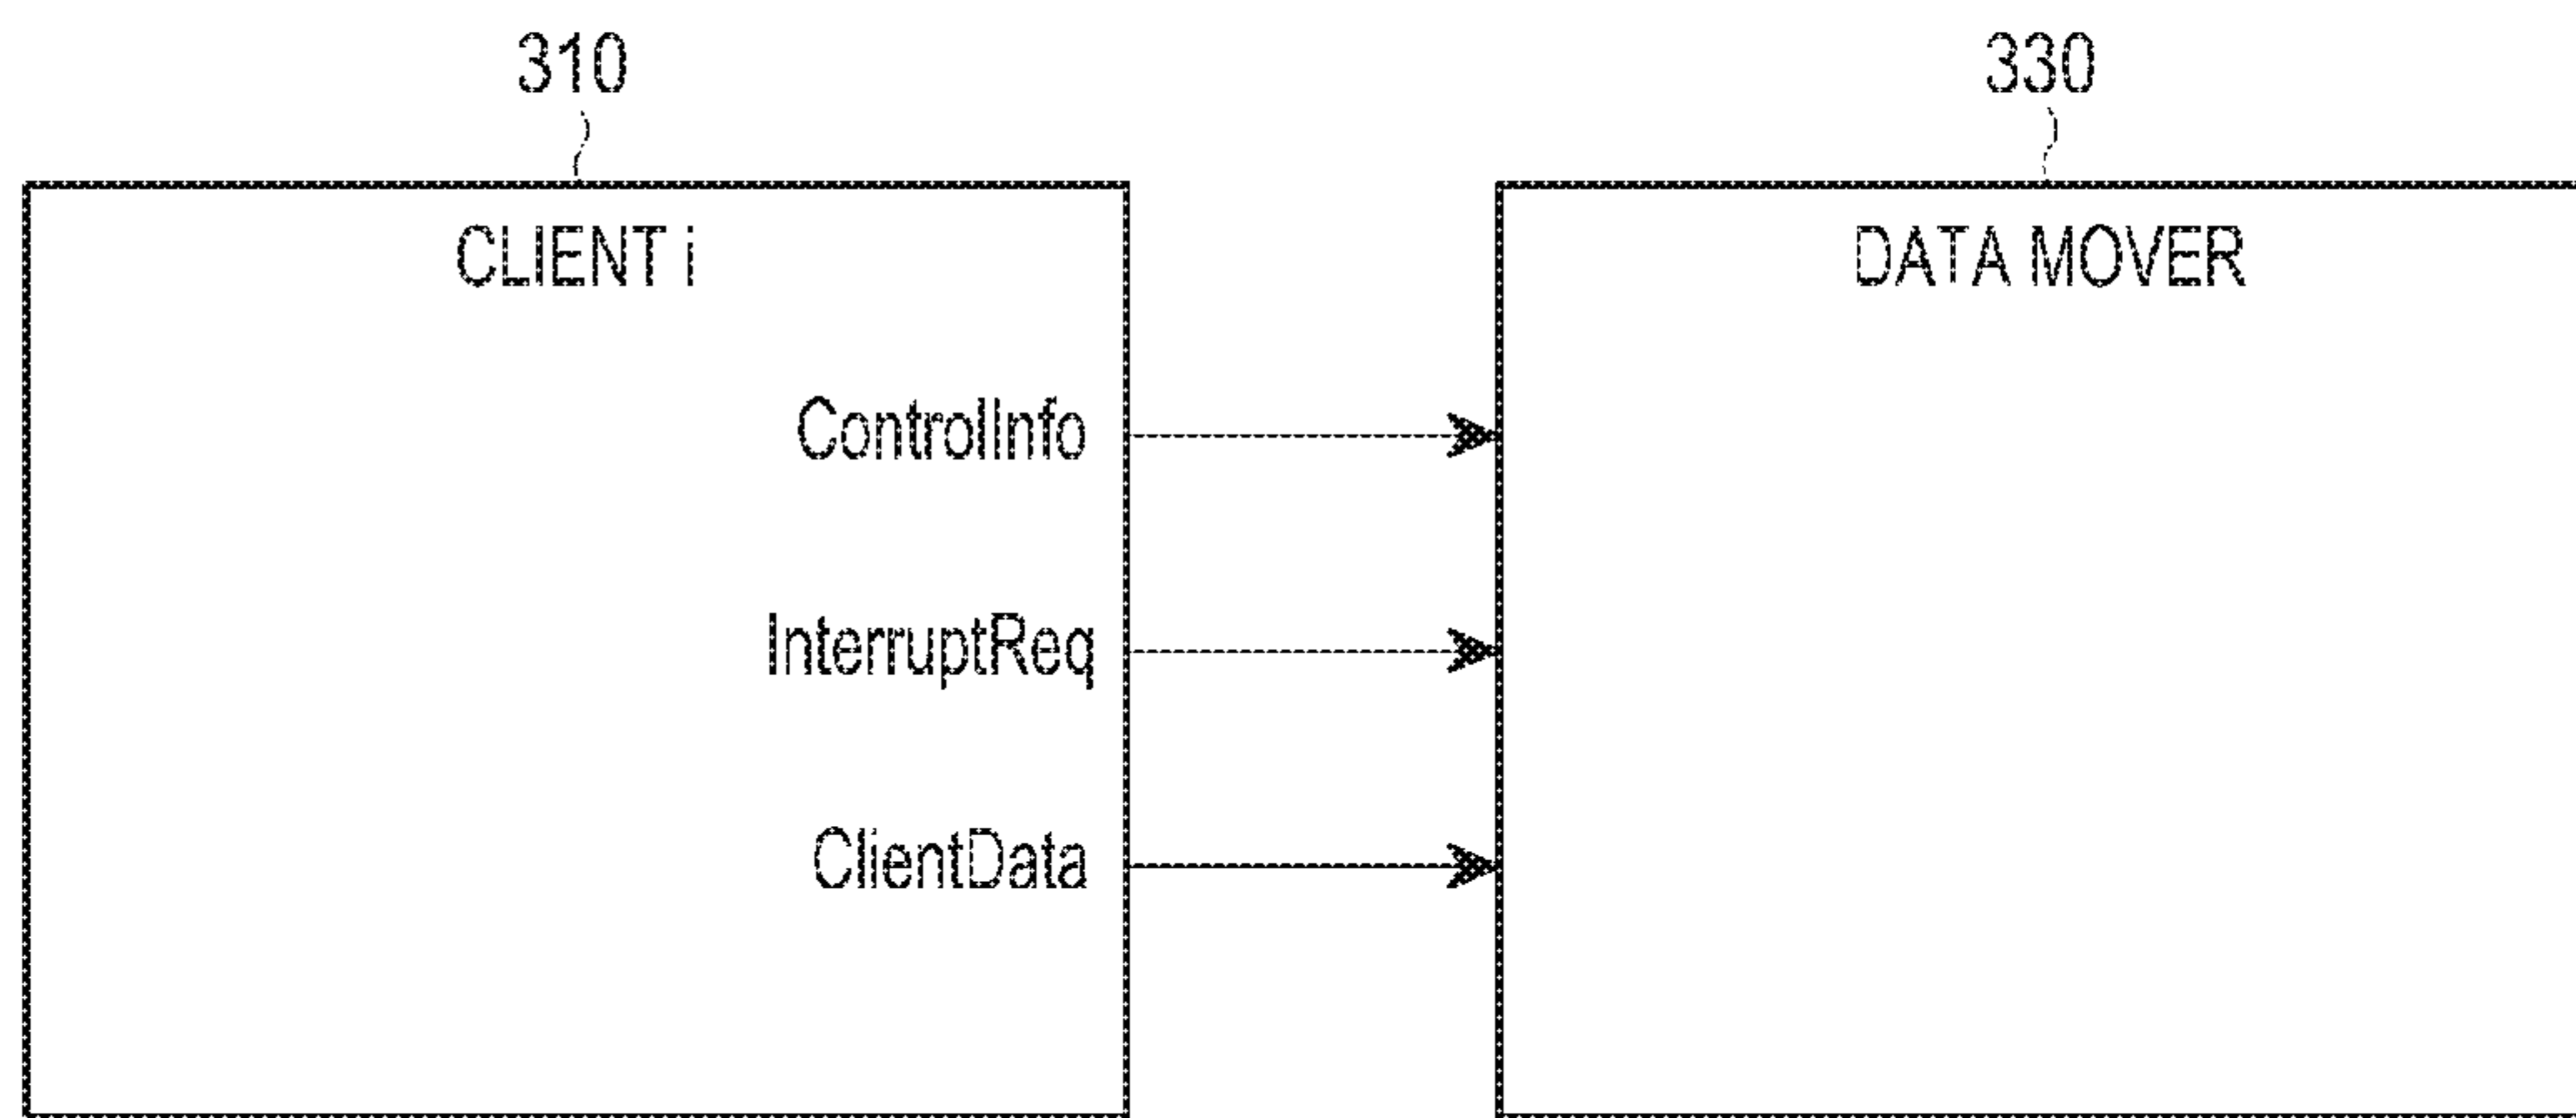 310
330
CLIENT i
DATA MOVER
ControlInfo
InterruptReq
ClientData